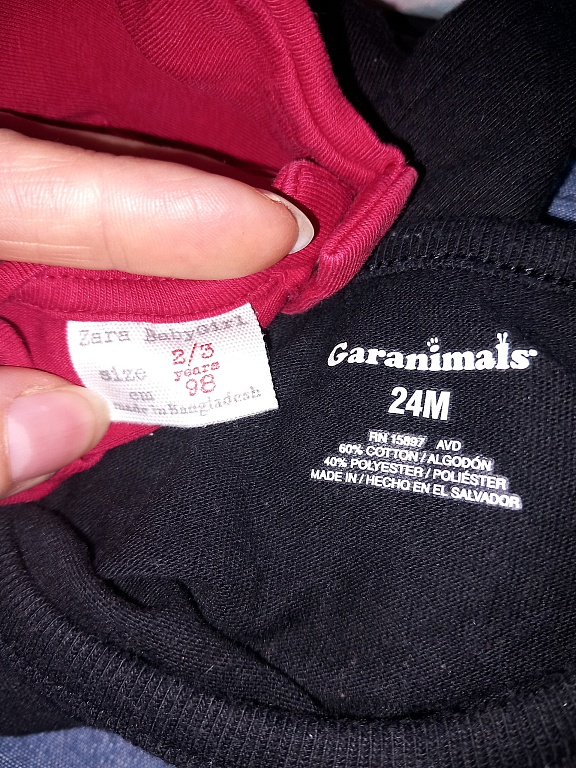 Zara Babygirl
2/3
size years
cm 98
made in Bangladesh
Garanimals
24M
RN 15897 AVD
60% COTTON / ALGODÓN
40% POLYESTER / POLIÉSTER
MADE IN / HECHO EN EL SALVADOR